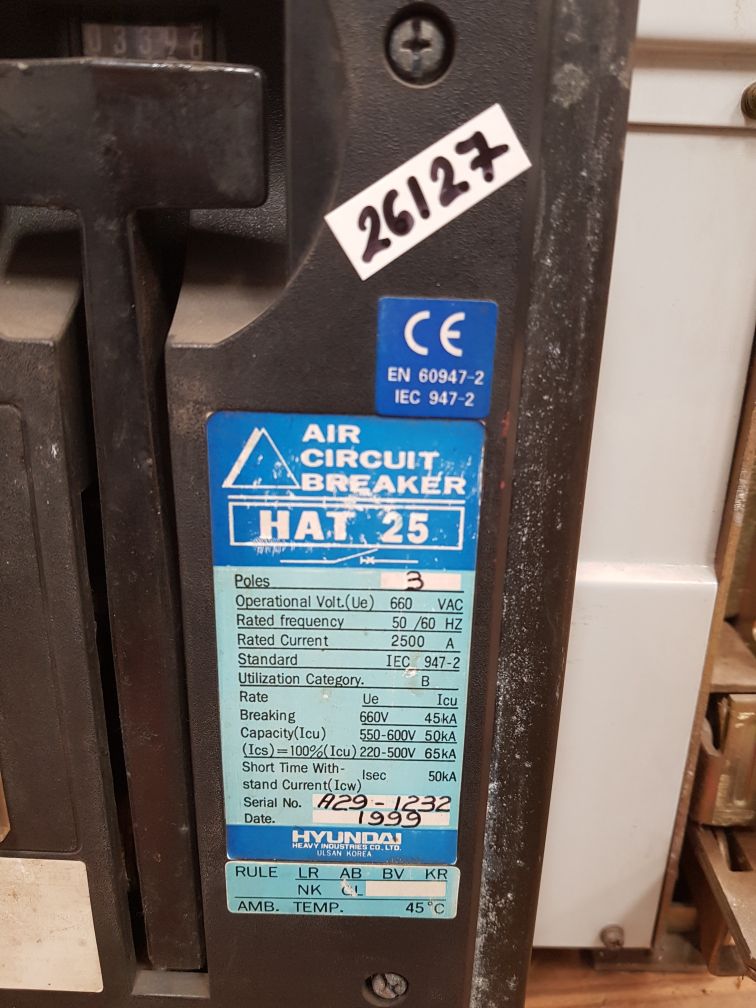 26127
CE
EN 60947-2
IEC 947-2
AIR
CIRCUIT
BREAKER
HAT 25
Poles 3
Operational Volt.(Ue) 660 VAC
Rated frequency 50 /60 HZ
Rated Current 2500 A
Standard IEC 947-2
Utilization Category. B
Rate Ue Icu
Breaking 660V 45kA
Capacity(Icu) 550-600V 50kA
(Ics)=100%(Icu) 220-500V 65kA
Short Time With- Isec 50kA
stand Current(Icw)
Serial No. A29-1232
Date. 1999
HYUNDAI
HEAVY INDUSTRIES CO., LTD.
ULSAN KOREA
RULE LR AB BV KR
NK GL
AMB. TEMP. 45°C